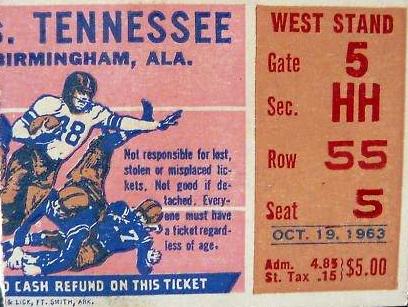 S. TENNESSEE
BIRMINGHAM, ALA.
48
Not responsible for lost,
stolen or misplaced tic-
kets. Not good if de-
tached. Every-
one must have
a ticket regard-
less of age.
O CASH REFUND ON THIS TICKET
& LICK, FT. SMITH, ARK.
WEST STAND
Gate 5
Sec. HH
Row 55
Seat 5
OCT. 19, 1963
Adm. 4.85
St. Tax .15
$5.00